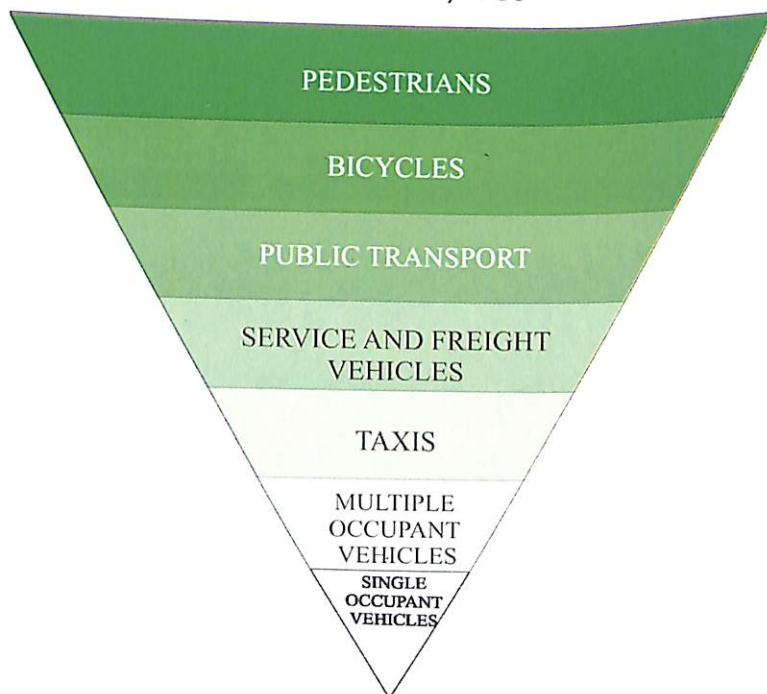 PEDESTRIANS
BICYCLES
PUBLIC TRANSPORT
SERVICE AND FREIGHT
VEHICLES
TAXIS
MULTIPLE
OCCUPANT
VEHICLES
SINGLE
OCCUPANT
VEHICLES